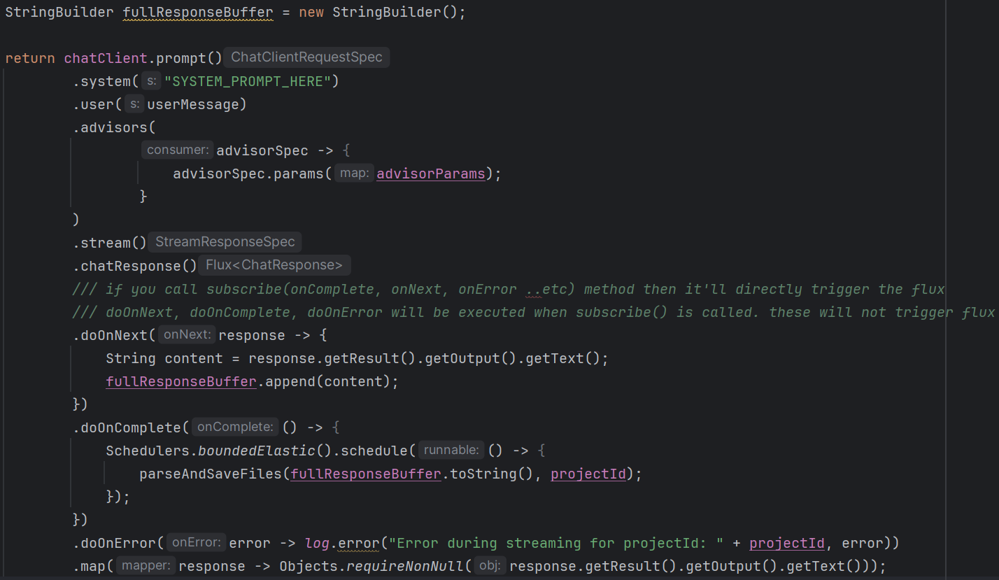 StringBuilder fullResponseBuffer = new StringBuilder();
return chatClient.prompt() ChatClientRequestSpec
.system( s: "SYSTEM_PROMPT_HERE")
.user( s: userMessage)
.advisors(
consumer: advisorSpec -> {
advisorSpec.params( map: advisorParams);
}
)
.stream() StreamResponseSpec
.chatResponse() Flux<ChatResponse>
/// if you call subscribe(onComplete, onNext, onError ..etc) method then it'll directly trigger the flux
/// doOnNext, doOnComplete, doOnError will be executed when subscribe() is called. these will not trigger flux
.doOnNext( onNext: response -> {
String content = response.getResult().getOutput().getText();
fullResponseBuffer.append(content);
})
.doOnComplete( onComplete: () -> {
Schedulers.boundedElastic().schedule( runnable: () -> {
parseAndSaveFiles(fullResponseBuffer.toString(), projectId);
});
})
.doOnError( onError: error -> log.error("Error during streaming for projectId: " + projectId, error))
.map( mapper: response -> Objects.requireNonNull( obj: response.getResult().getOutput().getText()));